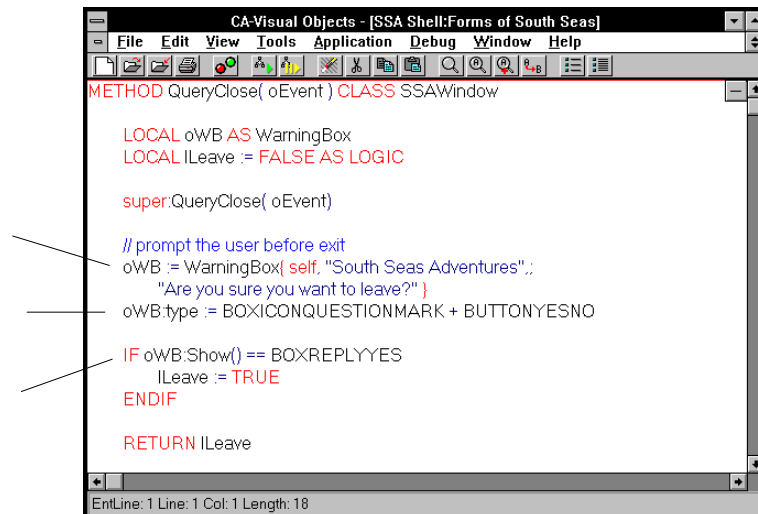 CA-Visual Objects - [SSA Shell:Forms of South Seas]
File Edit View Tools Application Debug Window Help
METHOD QueryClose( oEvent ) CLASS SSAWindow
LOCAL oWB AS WarningBox
LOCAL lLeave := FALSE AS LOGIC
super:QueryClose( oEvent)
// prompt the user before exit
oWB := WarningBox{ self, "South Seas Adventures",;
"Are you sure you want to leave?" }
oWB:type := BOXICONQUESTIONMARK + BUTTONYESNO
IF oWB:Show() == BOXREPLYYES
lLeave := TRUE
ENDIF
RETURN lLeave
EntLine: 1 Line: 1 Col: 1 Length: 18